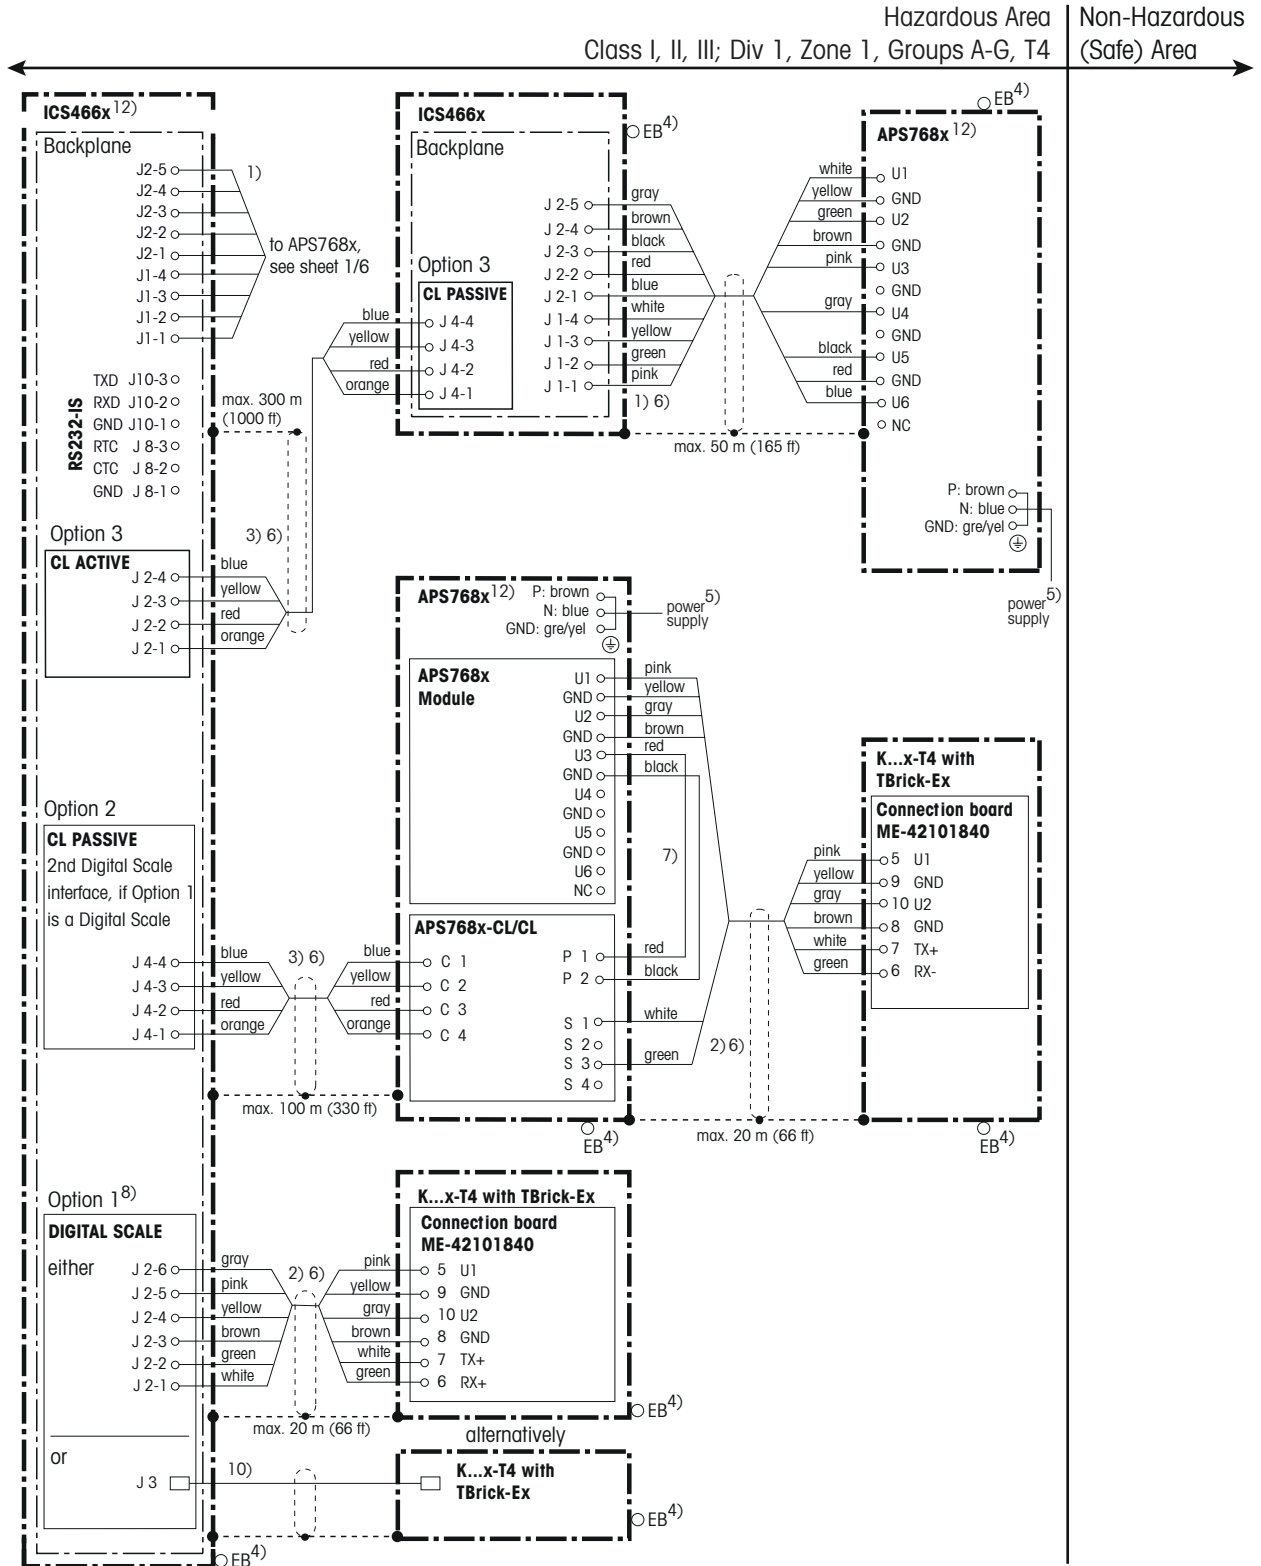 Hazardous Area
Class I, II, III; Div 1, Zone 1, Groups A-G, T4
Non-Hazardous
(Safe) Area
ICS466x 12)
Backplane
J2-5
J2-4
J2-3
J2-2
J2-1
J1-4
J1-3
J1-2
J1-1
1)
to APS768x,
see sheet 1/6
RS232-IS
TXD J10-3
RXD J10-2
GND J10-1
RTC J 8-3
CTC J 8-2
GND J 8-1
max. 300 m
(1000 ft)
3) 6)
Option 3
CL ACTIVE
J 2-4 blue
J 2-3 yellow
J 2-2 red
J 2-1 orange
ICS466x
EB4)
Backplane
Option 3
CL PASSIVE
blue J 4-4
yellow J 4-3
red J 4-2
orange J 4-1
J 2-5 gray
J 2-4 brown
J 2-3 black
J 2-2 red
J 2-1 blue
J 1-4 white
J 1-3 yellow
J 1-2 green
J 1-1 pink
1) 6)
max. 50 m (165 ft)
EB4)
APS768x 12)
white U1
yellow GND
green U2
brown GND
pink U3
GND
gray U4
GND
black U5
red GND
blue U6
NC
P: brown
N: blue
GND: gre/yel
power 5)
supply
APS768x 12)
P: brown
N: blue
GND: gre/yel
power 5)
supply
APS768x
Module
U1 pink
GND yellow
U2 gray
GND brown
U3 red
GND black
U4
GND
U5
GND
U6
NC
7)
APS768x-CL/CL
blue C 1
yellow C 2
red C 3
orange C 4
P 1 red
P 2 black
S 1 white
S 2
S 3 green
S 4
2) 6)
EB4)
max. 20 m (66 ft)
K...x-T4 with
TBrick-Ex
Connection board
ME-42101840
pink 5 U1
yellow 9 GND
gray 10 U2
brown 8 GND
white 7 TX+
green 6 RX-
EB4)
Option 2
CL PASSIVE
2nd Digital Scale
interface, if Option 1
is a Digital Scale
J 4-4 blue
J 4-3 yellow
J 4-2 red
J 4-1 orange
3) 6)
max. 100 m (330 ft)
Option 1 8)
DIGITAL SCALE
either
J 2-6 gray
J 2-5 pink
J 2-4 yellow
J 2-3 brown
J 2-2 green
J 2-1 white
2) 6)
max. 20 m (66 ft)
K...x-T4 with TBrick-Ex
Connection board
ME-42101840
pink 5 U1
yellow 9 GND
gray 10 U2
brown 8 GND
white 7 TX+
green 6 RX+
EB4)
alternatively
or
J 3
10)
K...x-T4 with
TBrick-Ex
EB4)
EB4)